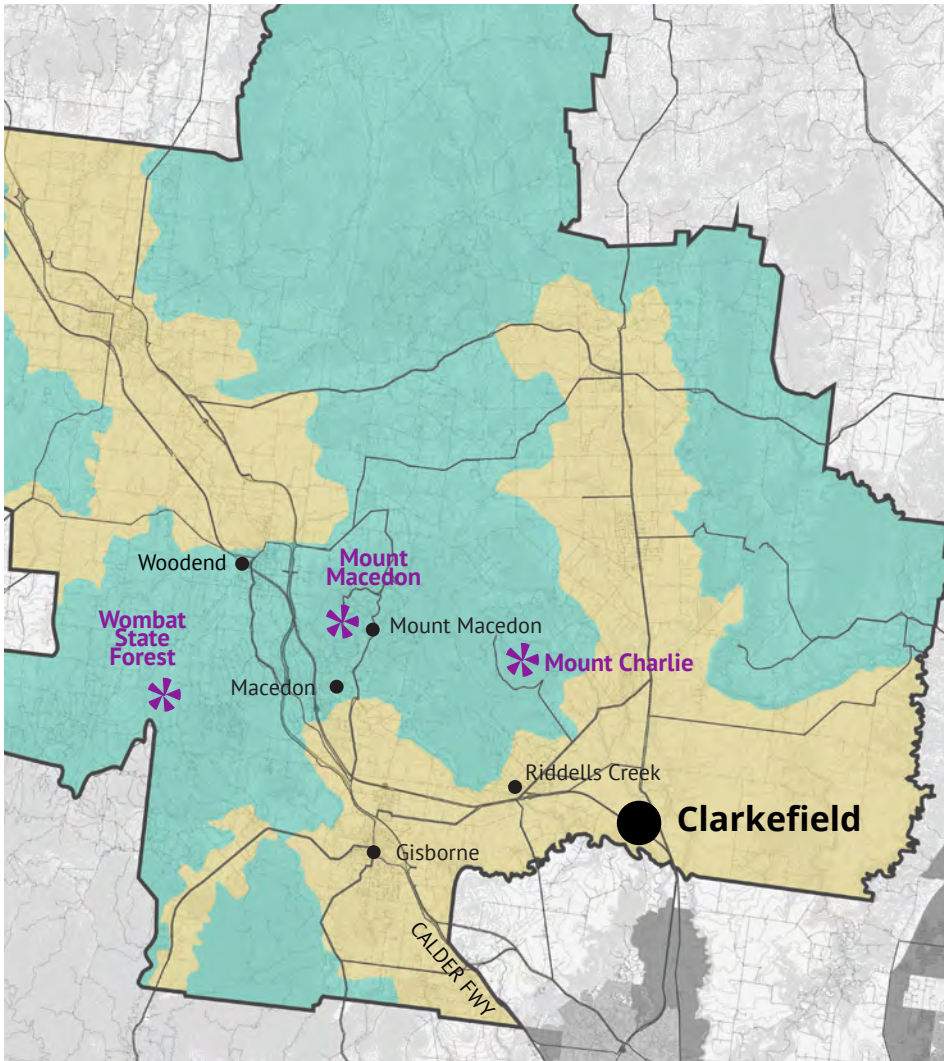 Woodend
Mount
Macedon
Wombat
State
Forest
Mount Macedon
Mount Charlie
Macedon
Riddells Creek
Clarkefield
Gisborne
CALDER FWY